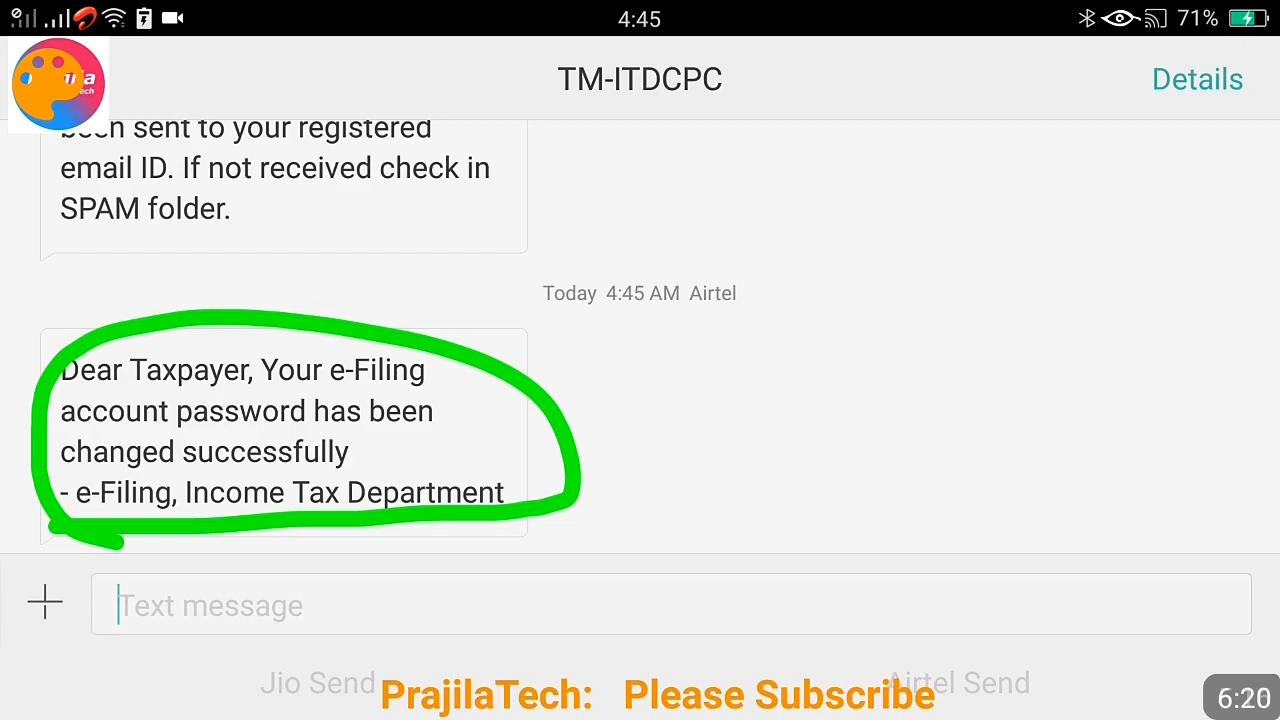 4:45
71%
TM-ITDCPC
Details
ech
been sent to your registered
email ID. If not received check in
SPAM folder.
Today 4:45 AM Airtel
Dear Taxpayer, Your e-Filing
account password has been
changed successfully
- e-Filing, Income Tax Department
Text message
Jio Send
Airtel Send
PrajilaTech: Please Subscribe
6:20